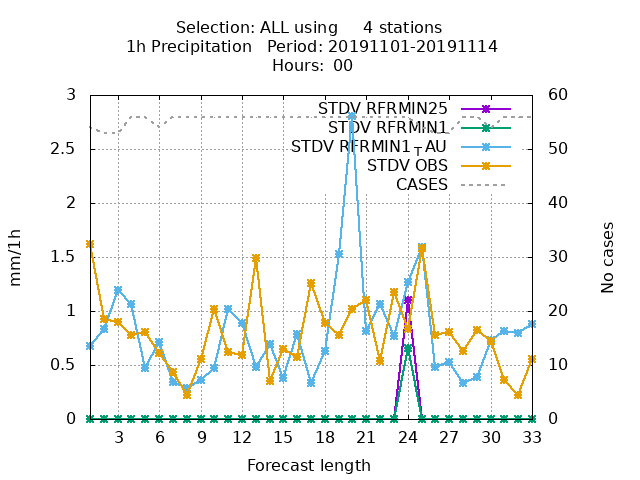 Selection: ALL using     4 stations
1h Precipitation   Period: 20191101-20191114
Hours:  00
STDV RFRMIN25
STDV RFRMIN1
STDV RFRMIN1_T AU
STDV OBS
CASES
mm/1h
No cases
3
2.5
2
1.5
1
0.5
0
60
50
40
30
20
10
0
3 6 9 12 15 18 21 24 27 30 33
Forecast length